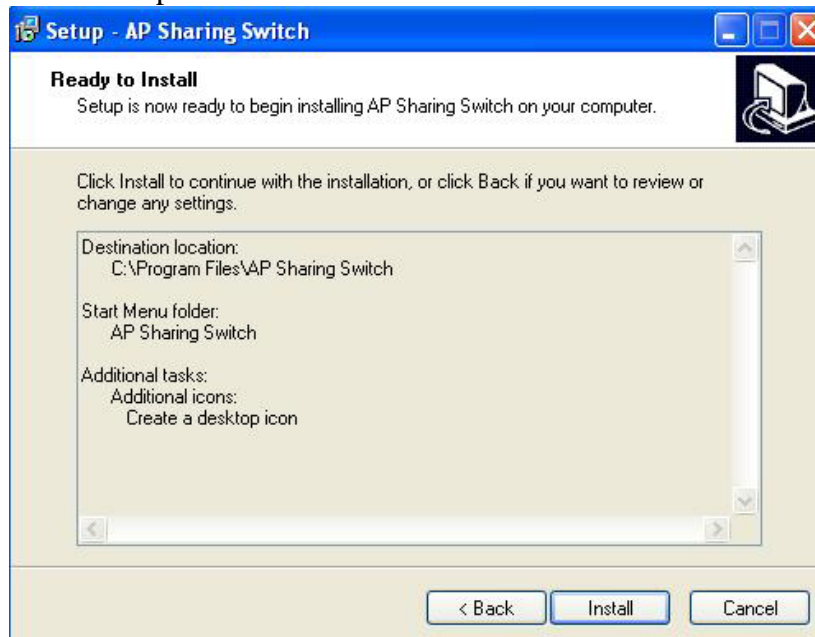 Setup - AP Sharing Switch
Ready to Install
Setup is now ready to begin installing AP Sharing Switch on your computer.
Click Install to continue with the installation, or click Back if you want to review or
change any settings.
Destination location:
C:\Program Files\AP Sharing Switch
Start Menu folder:
AP Sharing Switch
Additional tasks:
Additional icons:
Create a desktop icon
< Back
Install
Cancel